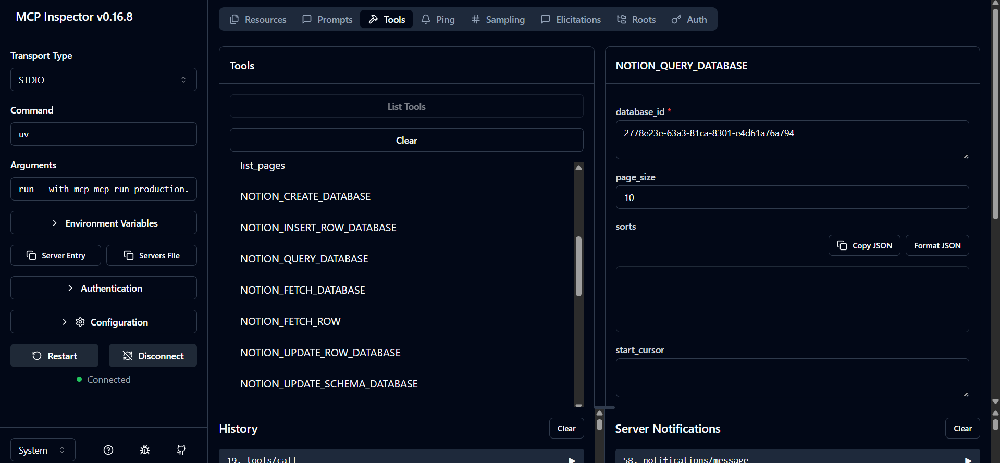 MCP Inspector v0.16.8
Transport Type
STDIO
Command
uv
Arguments
run --with mcp mcp run production.
Environment Variables
Server Entry
Servers File
Authentication
Configuration
Restart
Disconnect
Connected
System
Resources
Prompts
Tools
Ping
Sampling
Elicitations
Roots
Auth
Tools
List Tools
Clear
list_pages
NOTION_CREATE_DATABASE
NOTION_INSERT_ROW_DATABASE
NOTION_QUERY_DATABASE
NOTION_FETCH_DATABASE
NOTION_FETCH_ROW
NOTION_UPDATE_ROW_DATABASE
NOTION_UPDATE_SCHEMA_DATABASE
NOTION_QUERY_DATABASE
database_id *
2778e23e-63a3-81ca-8301-e4d61a76a794
page_size
10
sorts
Copy JSON
Format JSON
start_cursor
History
Clear
19. tools/call
Server Notifications
Clear
58. notifications/message